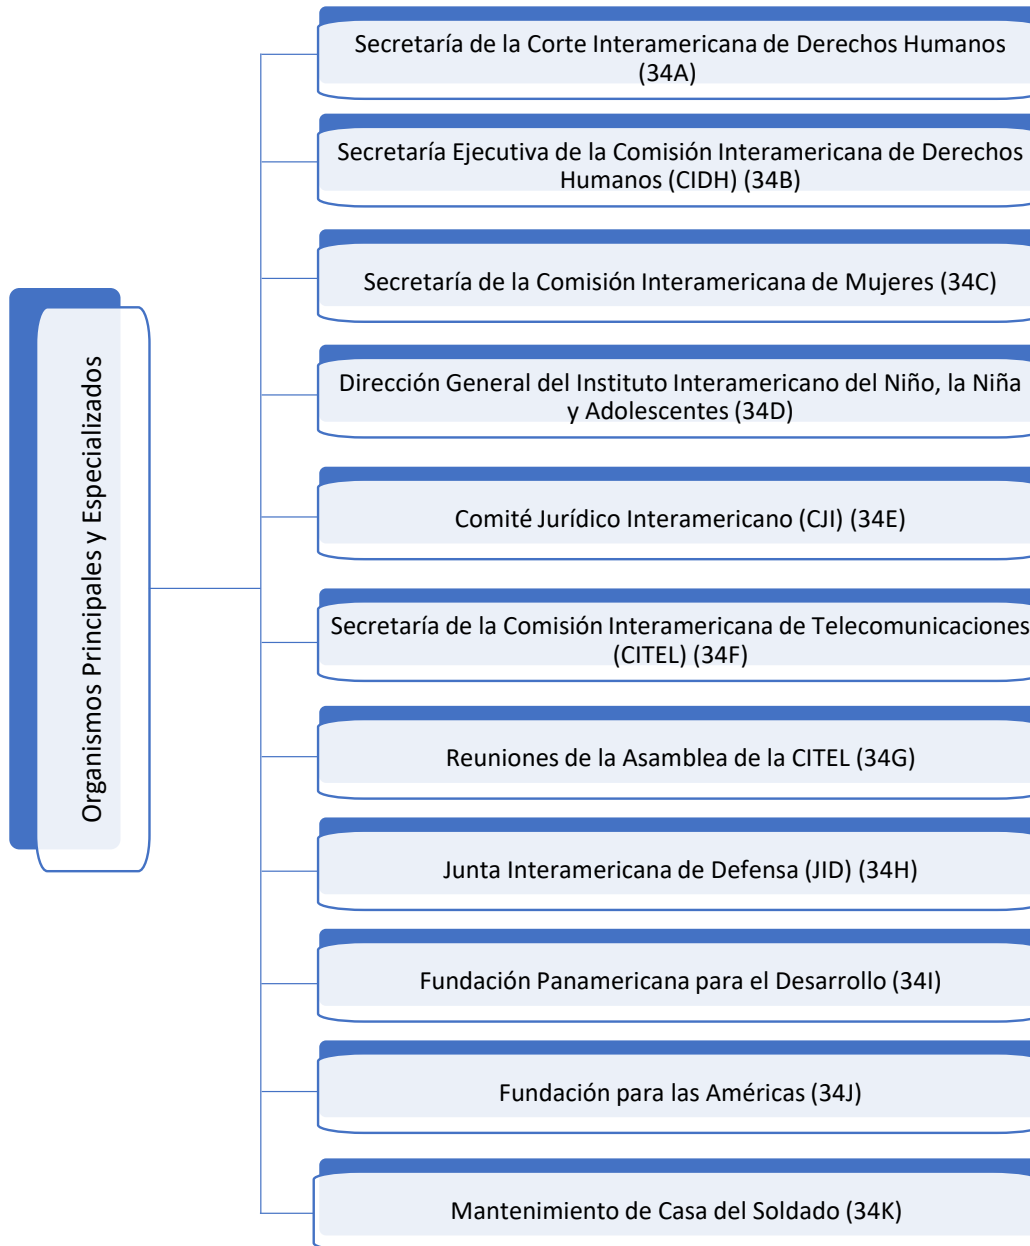 Organismos Principales y Especializados
Secretaría de la Corte Interamericana de Derechos Humanos
(34A)
Secretaría Ejecutiva de la Comisión Interamericana de Derechos
Humanos (CIDH) (34B)
Secretaría de la Comisión Interamericana de Mujeres (34C)
Dirección General del Instituto Interamericano del Niño, la Niña
y Adolescentes (34D)
Comité Jurídico Interamericano (CJI) (34E)
Secretaría de la Comisión Interamericana de Telecomunicaciones
(CITEL) (34F)
Reuniones de la Asamblea de la CITEL (34G)
Junta Interamericana de Defensa (JID) (34H)
Fundación Panamericana para el Desarrollo (34I)
Fundación para las Américas (34J)
Mantenimiento de Casa del Soldado (34K)